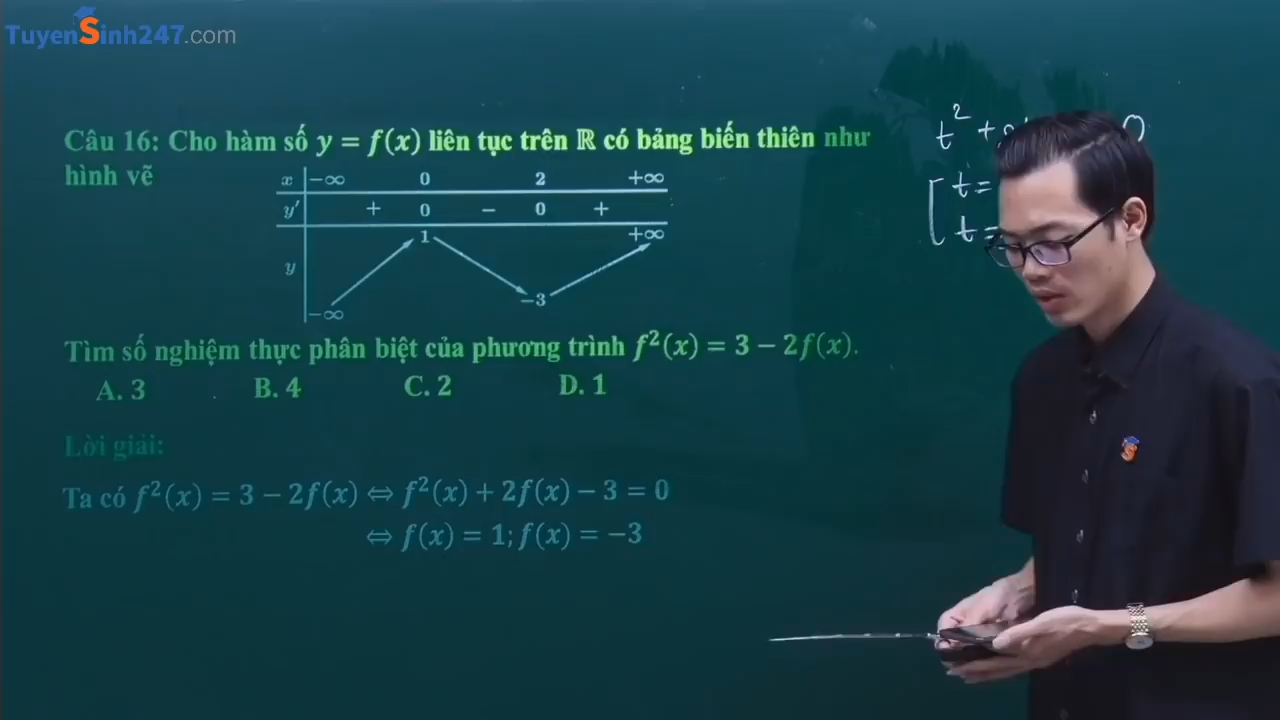 TuyenSinh247.com
Câu 16: Cho hàm số y = f(x) liên tục trên ℝ có bảng biến thiên như
hình vẽ
x −∞ 0 2 +∞
y' + 0 − 0 +
1 +∞
y
−∞ −3
t² +
0
[ t =
t =
Tìm số nghiệm thực phân biệt của phương trình f²(x) = 3 − 2f(x).
A. 3 B. 4 C. 2 D. 1
Lời giải:
Ta có f²(x) = 3 − 2f(x) ⇔ f²(x) + 2f(x) − 3 = 0
⇔ f(x) = 1; f(x) = −3